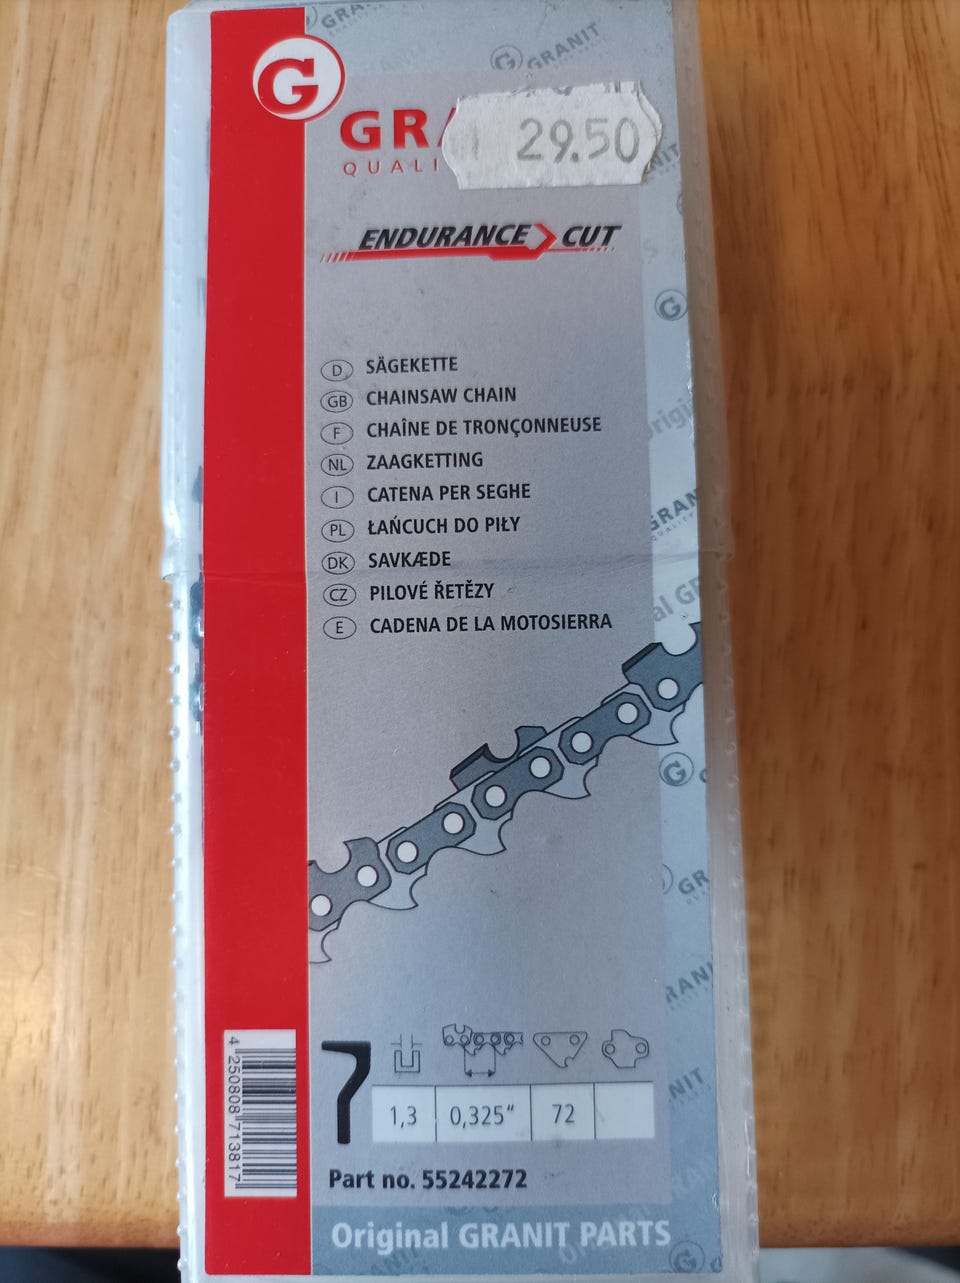 GRANIT
GRANIT
G
G
29.50
QUALI
ENDURANCE CUT
D SÄGEKETTE
GB CHAINSAW CHAIN
F CHAÎNE DE TRONÇONNEUSE
NL ZAAGKETTING
I CATENA PER SEGHE
PL ŁAŃCUCH DO PIŁY
DK SAVKÆDE
CZ PILOVÉ ŘETĚZY
E CADENA DE LA MOTOSIERRA
1,3 0,325" 72
4 250808 713817
Part no. 55242272
Original GRANIT PARTS